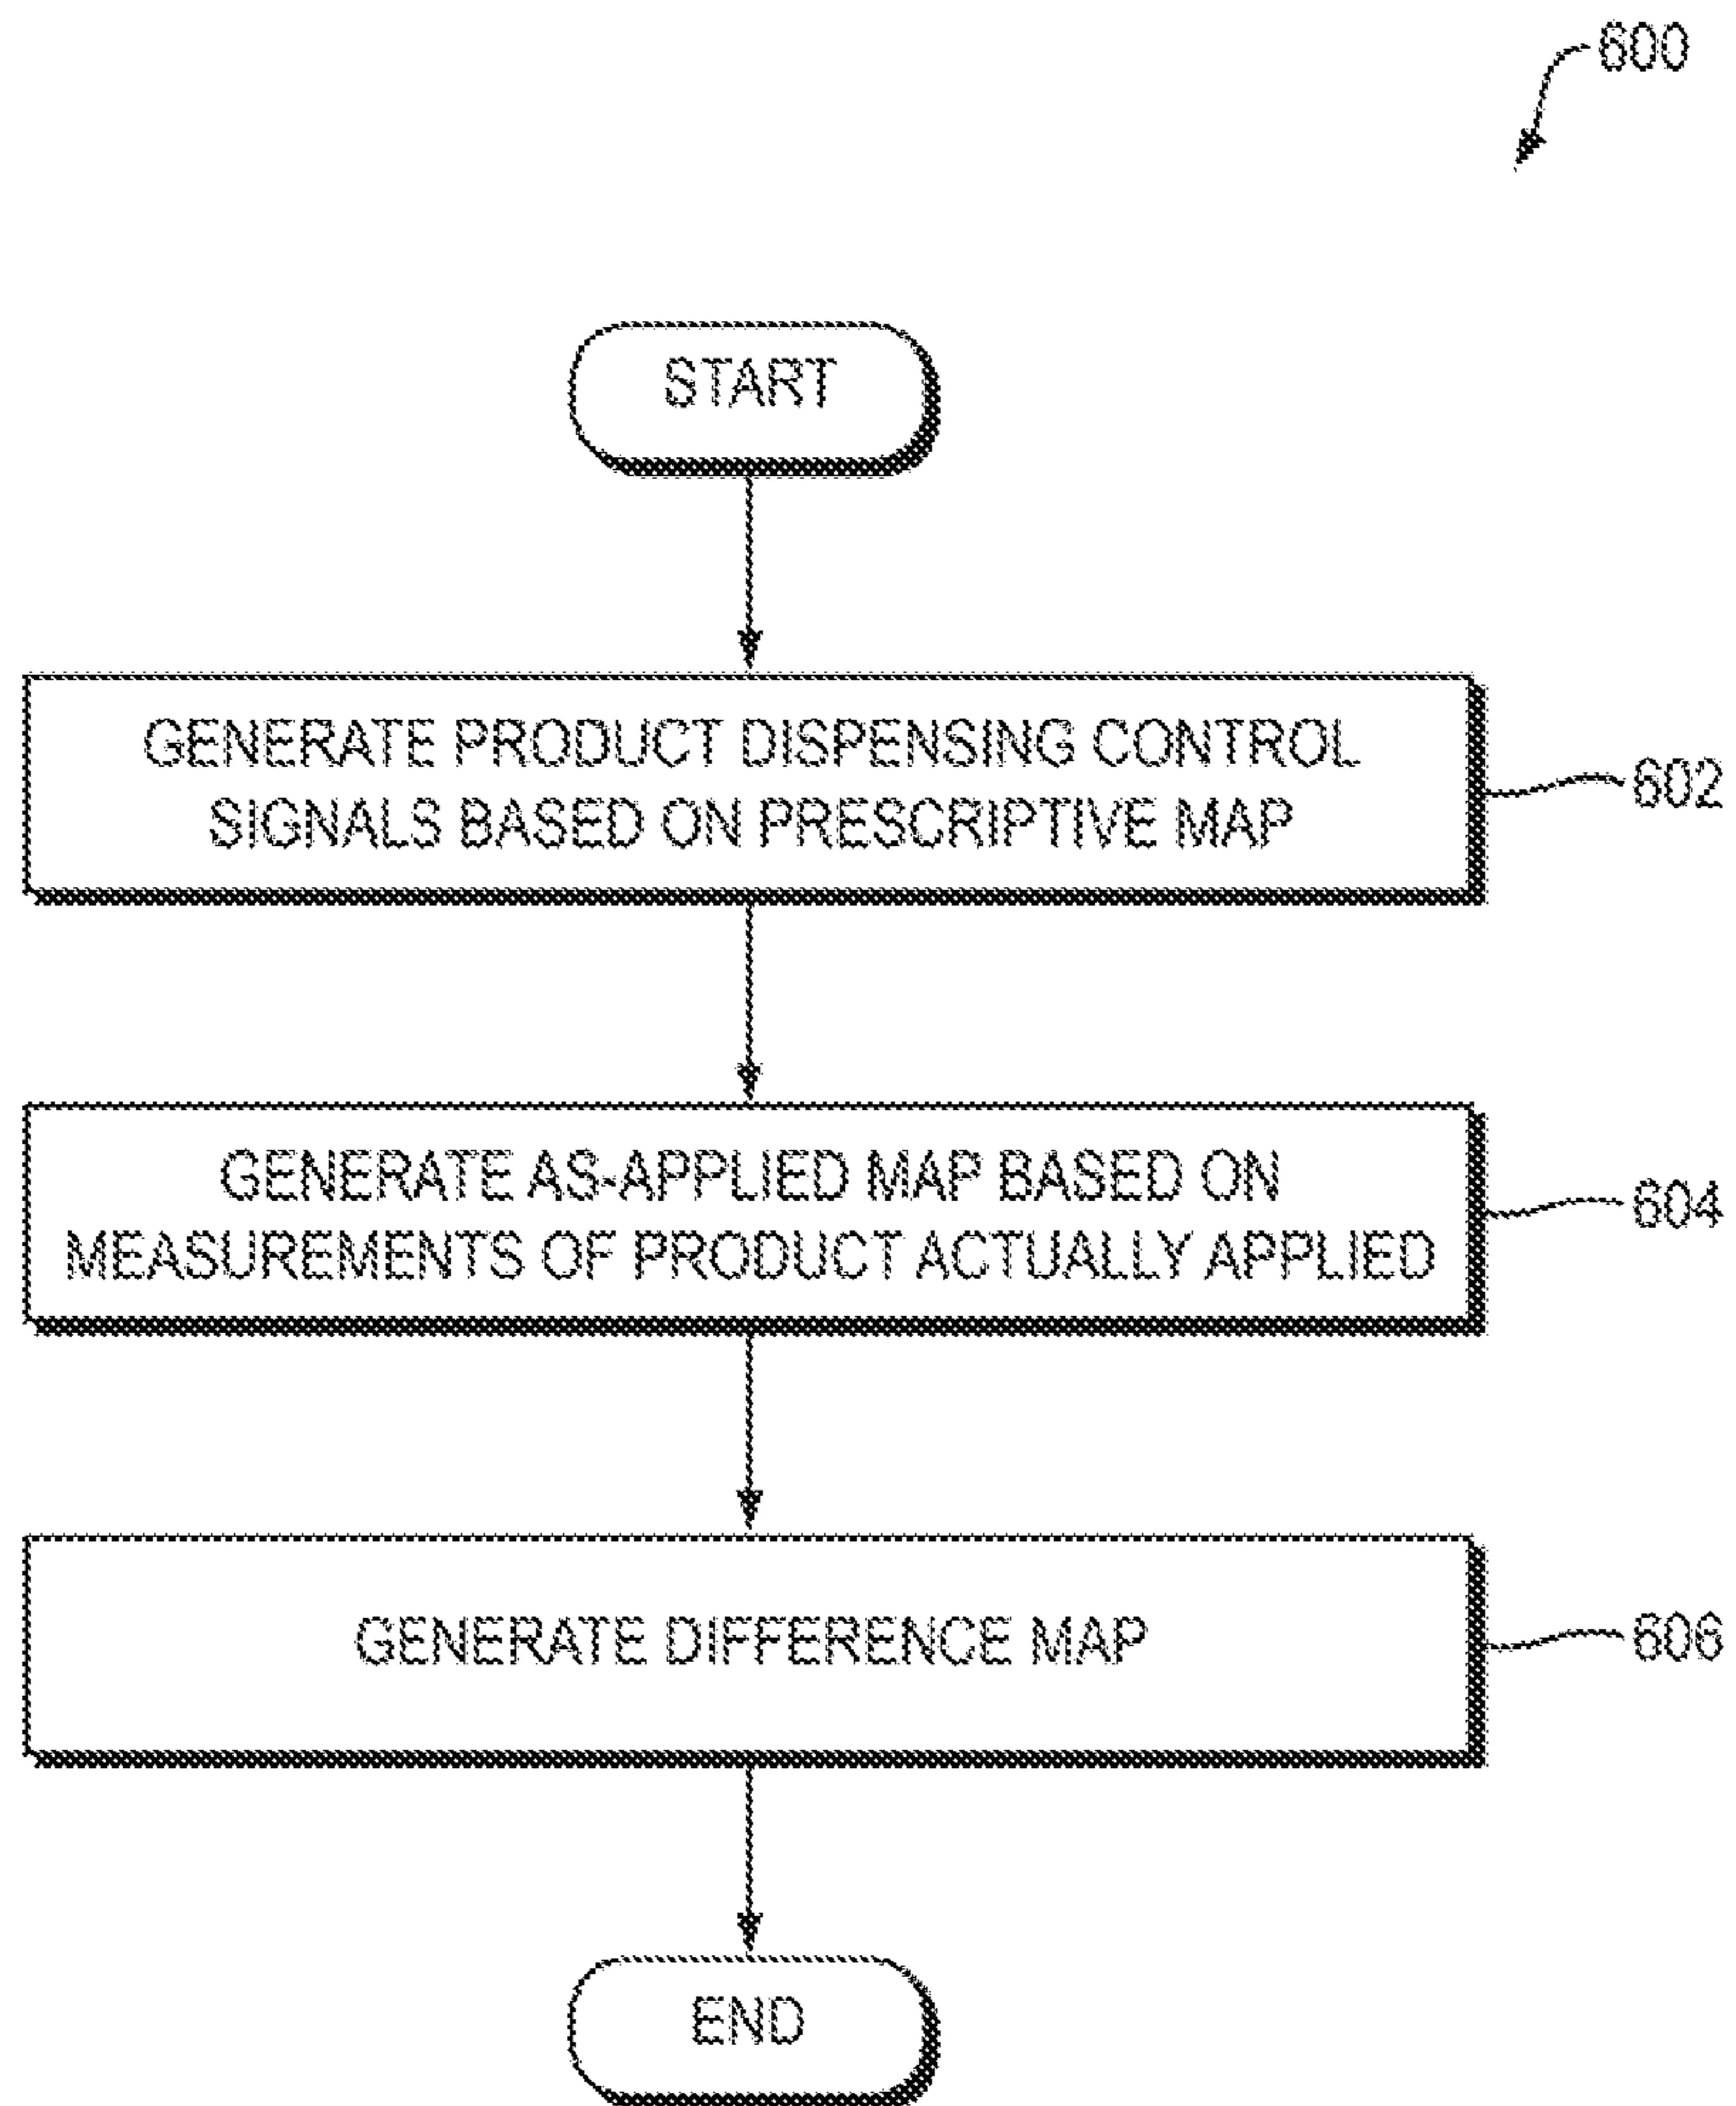 600
START
GENERATE PRODUCT DISPENSING CONTROL
SIGNALS BASED ON PRESCRIPTIVE MAP
602
GENERATE AS-APPLIED MAP BASED ON
MEASUREMENTS OF PRODUCT ACTUALLY APPLIED
604
GENERATE DIFFERENCE MAP
606
END